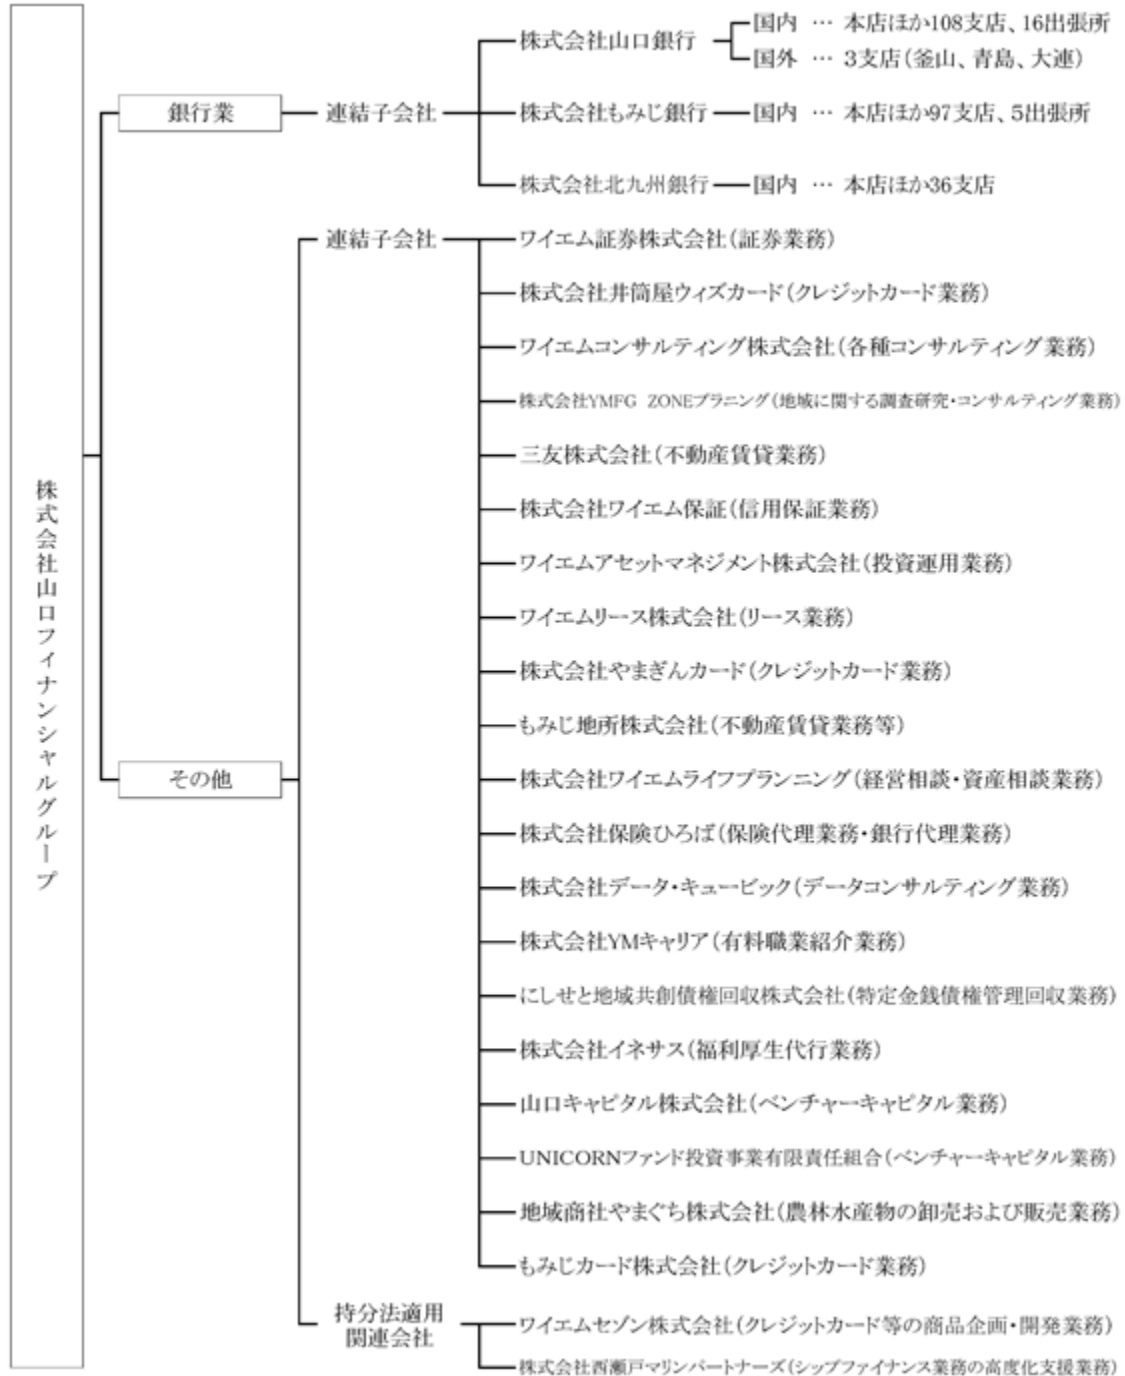 株式会社山口フィナンシャルグループ
銀行業
連結子会社
株式会社山口銀行
国内 … 本店ほか108支店、16出張所
国外 … 3支店(釜山、青島、大連)
株式会社もみじ銀行
国内 … 本店ほか97支店、5出張所
株式会社北九州銀行
国内 … 本店ほか36支店
その他
連結子会社
ワイエム証券株式会社(証券業務)
株式会社井筒屋ウィズカード(クレジットカード業務)
ワイエムコンサルティング株式会社(各種コンサルティング業務)
株式会社YMFG ZONEプラニング(地域に関する調査研究・コンサルティング業務)
三友株式会社(不動産賃貸業務)
株式会社ワイエム保証(信用保証業務)
ワイエムアセットマネジメント株式会社(投資運用業務)
ワイエムリース株式会社(リース業務)
株式会社やまぎんカード(クレジットカード業務)
もみじ地所株式会社(不動産賃貸業務等)
株式会社ワイエムライフプランニング(経営相談・資産相談業務)
株式会社保険ひろば(保険代理業務・銀行代理業務)
株式会社データ・キュービック(データコンサルティング業務)
株式会社YMキャリア(有料職業紹介業務)
にしせと地域共創債権回収株式会社(特定金銭債権管理回収業務)
株式会社イネサス(福利厚生代行業務)
山口キャピタル株式会社(ベンチャーキャピタル業務)
UNICORNファンド投資事業有限責任組合(ベンチャーキャピタル業務)
地域商社やまぐち株式会社(農林水産物の卸売および販売業務)
もみじカード株式会社(クレジットカード業務)
持分法適用
関連会社
ワイエムセゾン株式会社(クレジットカード等の商品企画・開発業務)
株式会社西瀬戸マリンパートナーズ(シップファイナンス業務の高度化支援業務)